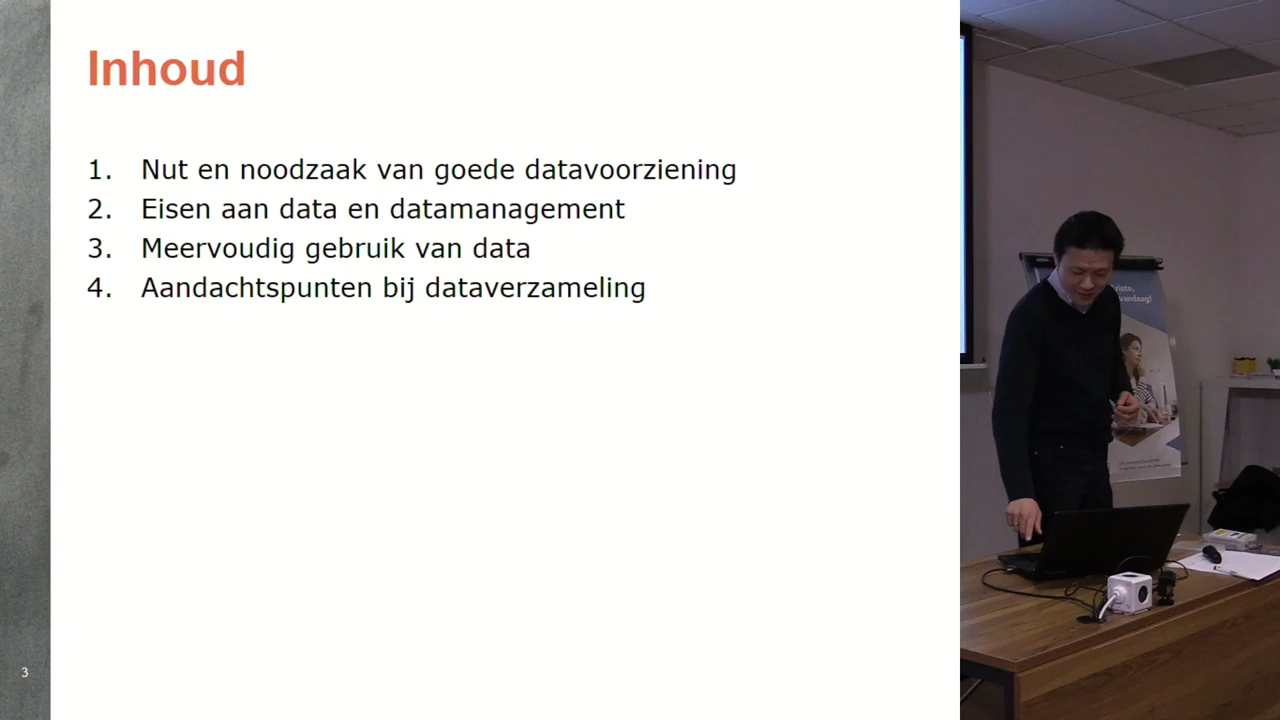 Inhoud
1. Nut en noodzaak van goede datavoorziening
2. Eisen aan data en datamanagement
3. Meervoudig gebruik van data
4. Aandachtspunten bij dataverzameling
3
vandaag!